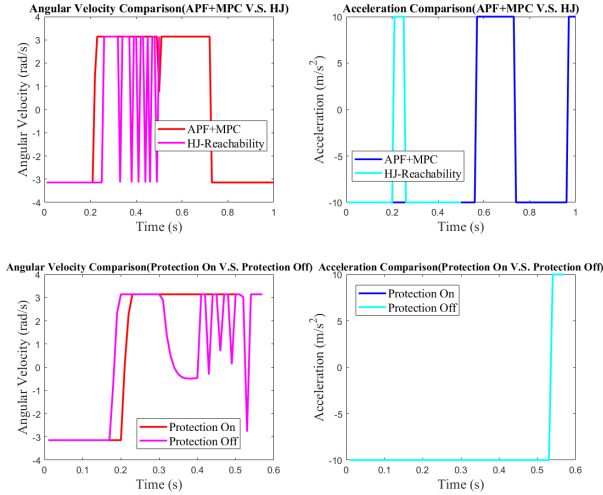 Angular Velocity Comparison(APF+MPC V.S. HJ)
Angular Velocity (rad/s)
4
3
2
1
0
-1
-2
-3
-4
0
0.2
0.4
0.6
0.8
1
Time (s)
APF+MPC
HJ-Reachability
Acceleration Comparison(APF+MPC V.S. HJ)
Acceleration (m/s²)
10
5
0
-5
-10
0
0.2
0.4
0.6
0.8
1
Time (s)
APF+MPC
HJ-Reachability
Angular Velocity Comparison(Protection On V.S. Protection Off)
Angular Velocity (rad/s)
4
3
2
1
0
-1
-2
-3
-4
0
0.1
0.2
0.3
0.4
0.5
0.6
Time (s)
Protection On
Protection Off
Acceleration Comparison(Protection On V.S. Protection Off)
Acceleration (m/s²)
10
5
0
-5
-10
0
0.1
0.2
0.3
0.4
0.5
0.6
Time (s)
Protection On
Protection Off